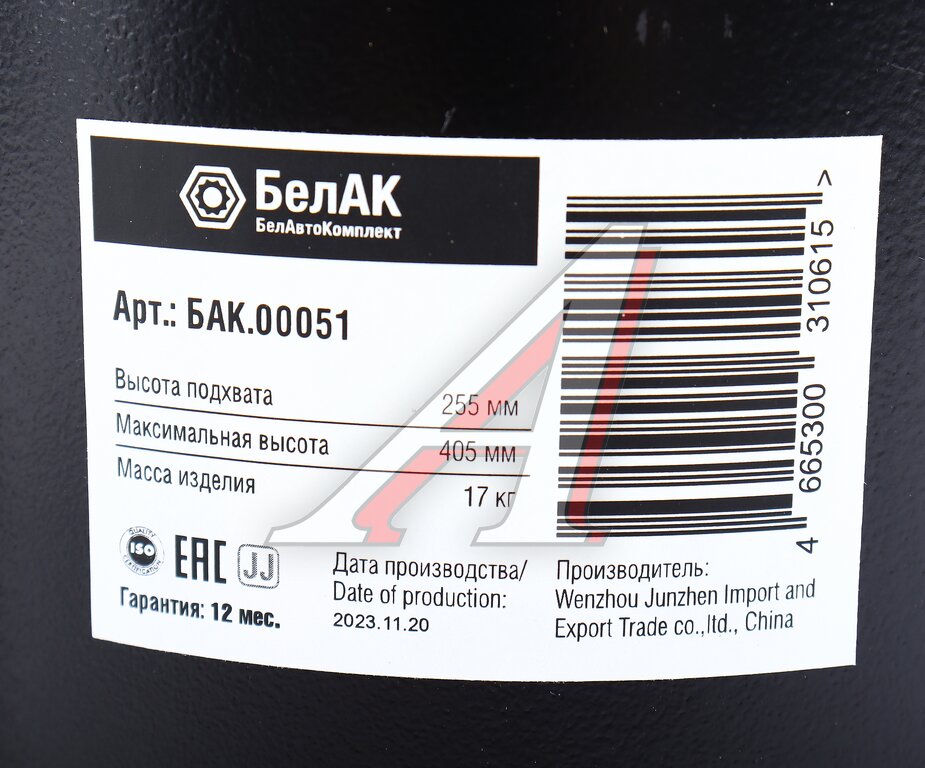 БелАК
БелАвтоКомплект
Арт.: БАК.00051
Высота подхвата 255 мм
Максимальная высота 405 мм
Масса изделия 17 кг
QUALITY
ISO
CERTIFICATION
EAC JJ
Гарантия: 12 мес.
Дата производства/
Date of production:
2023.11.20
Производитель:
Wenzhou Junzhen Import and
Export Trade co.,ltd., China
4 665300 310615 >